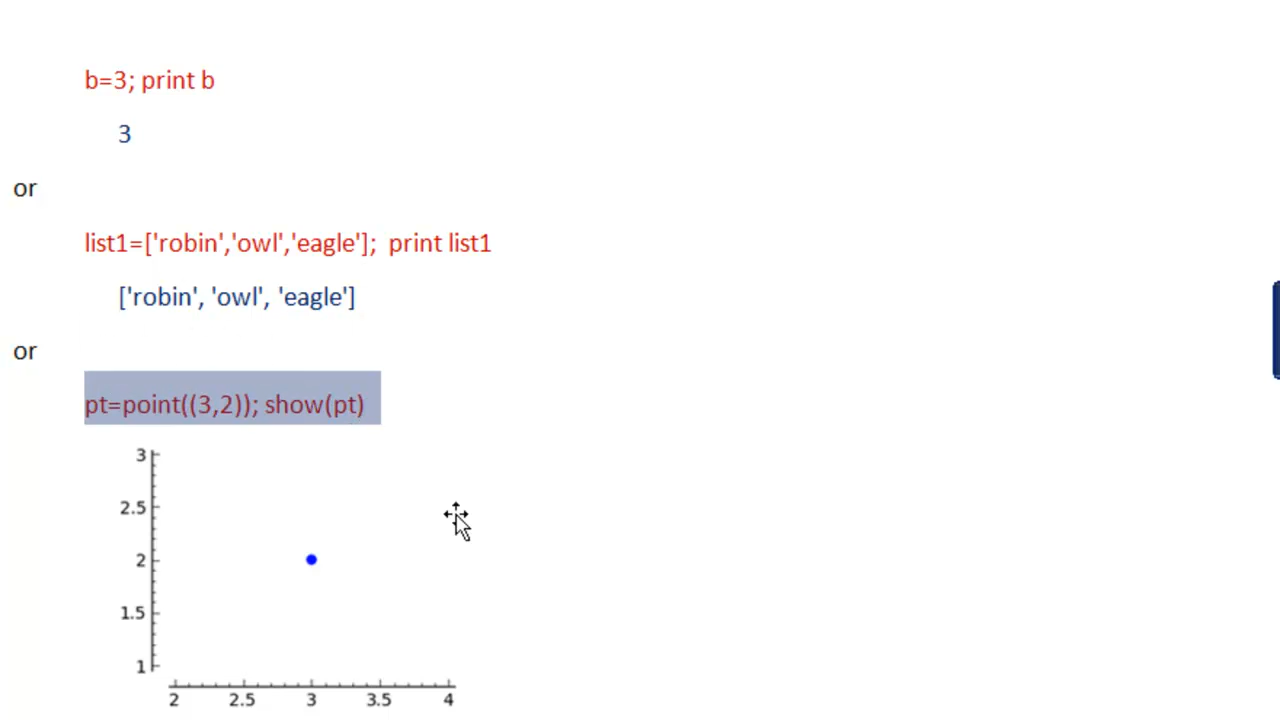 b=3; print b
3
or
list1=['robin','owl','eagle'];  print list1
['robin', 'owl', 'eagle']
or
pt=point((3,2)); show(pt)
3
2.5
2
1.5
1
2 2.5 3 3.5 4